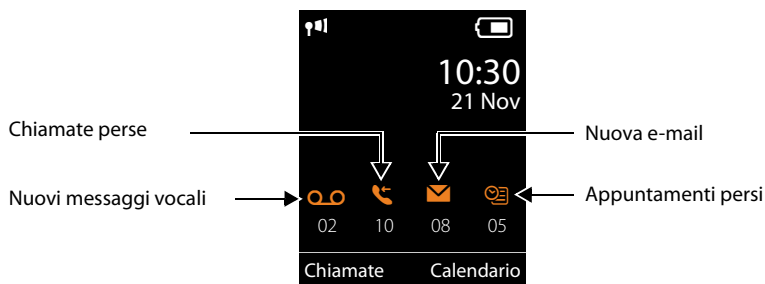 10:30
21 Nov
Chiamate perse
Nuova e-mail
Nuovi messaggi vocali
Appuntamenti persi
02 10 08 05
Chiamate Calendario